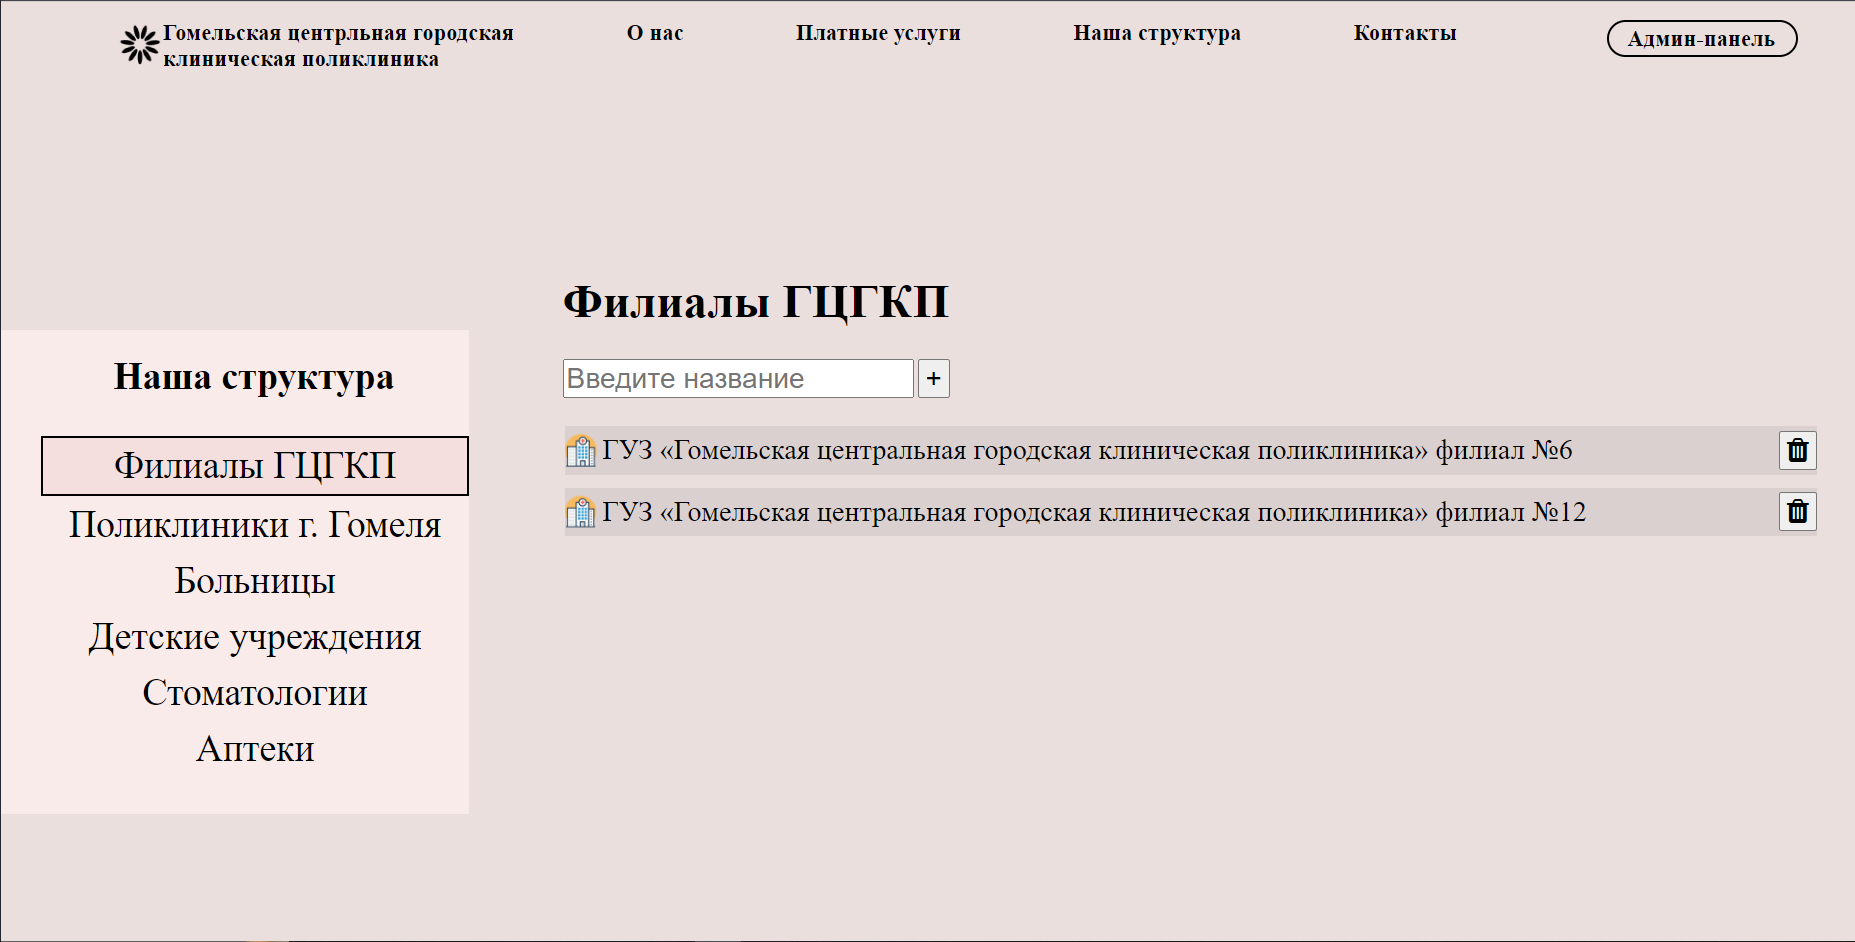 Гомельская центрльная городская
клиническая поликлиника
О нас
Платные услуги
Наша структура
Контакты
Админ-панель
Филиалы ГЦГКП
Введите название
+
ГУЗ «Гомельская центральная городская клиническая поликлиника» филиал №6
ГУЗ «Гомельская центральная городская клиническая поликлиника» филиал №12
Наша структура
Филиалы ГЦГКП
Поликлиники г. Гомеля
Больницы
Детские учреждения
Стоматологии
Аптеки